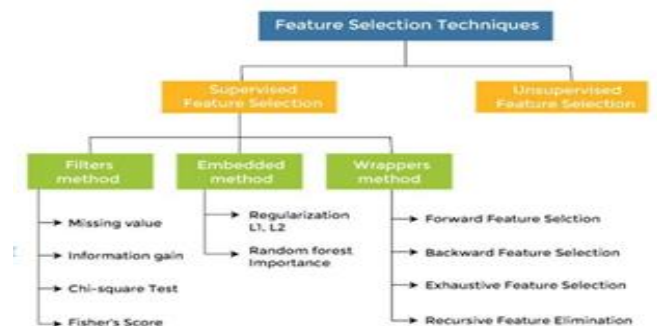 Feature Selection Techniques
Supervised
Feature Selection
Unsupervised
Feature Selection
Filters
method
Embedded
method
Wrappers
method
Missing value
Information gain
Chi-square Test
Fisher's Score
Regularization
L1, L2
Random forest
Importance
Forward Feature Selction
Backward Feature Selection
Exhaustive Feature Selection
Recursive Feature Elimination